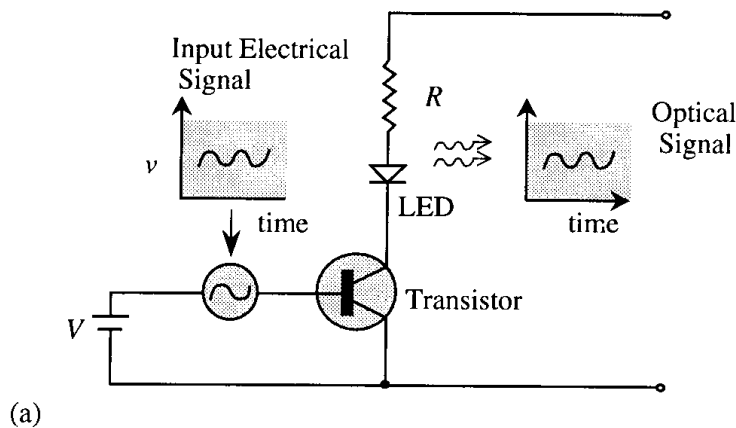 Input Electrical
Signal
v
time
R
LED
Optical
Signal
time
Transistor
V
(a)